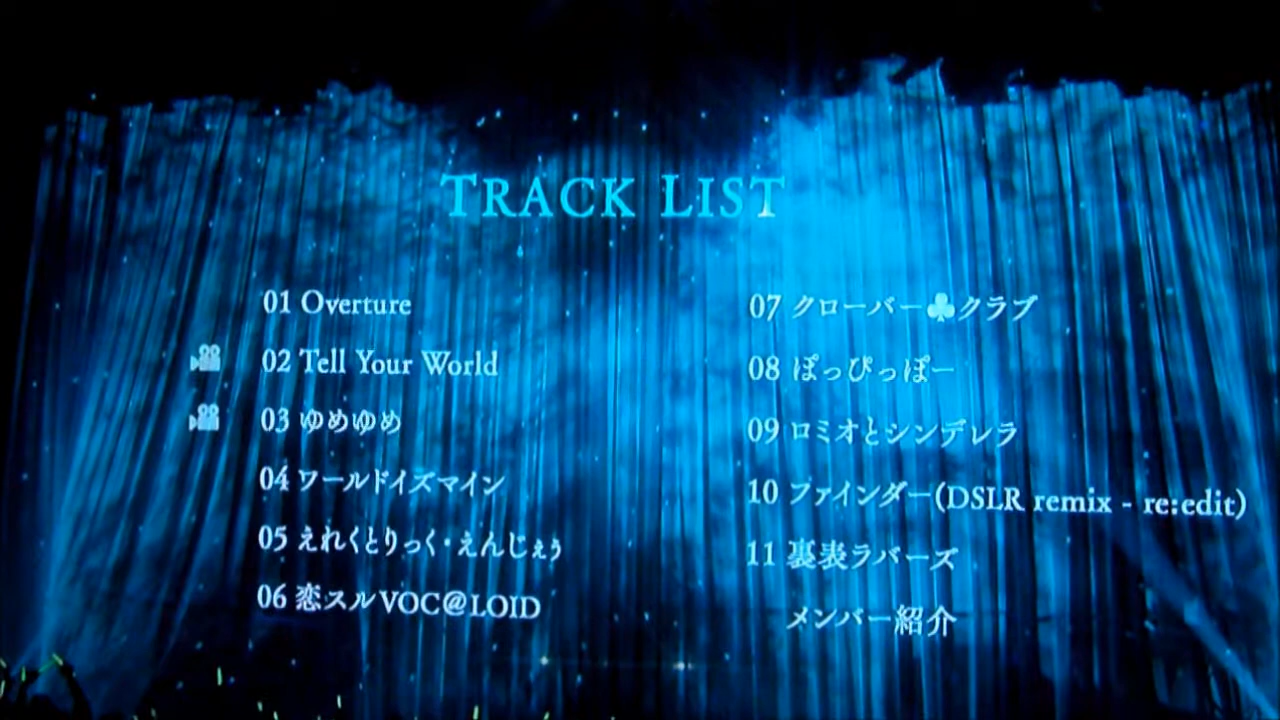 TRACK LIST
01 Overture
02 Tell Your World
03 ゆめゆめ
04 ワールドイズマイン
05 えれくとりっく・えんじぇぅ
06 恋スルVOC@LOID
07 クローバー♣クラブ
08 ぽっぴっぽー
09 ロミオとシンデレラ
10 ファインダー(DSLR remix - re:edit)
11 裏表ラバーズ
メンバー紹介